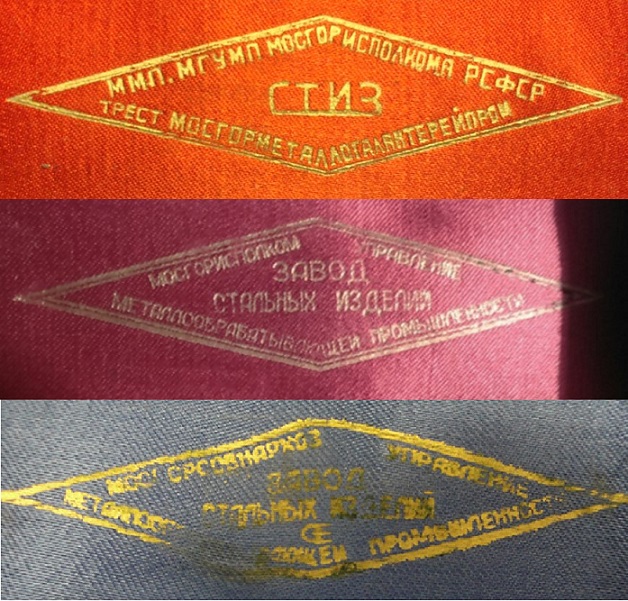 ММП. МГУМП МОСГОРИСПОЛКОМА РСФСР
СТИЗ
ТРЕСТ МОСГОРМЕТАЛЛОГАЛАНТЕРЕЙПРОМ
МОСГОРИСПОЛКОМ УПРАВЛЕНИЕ
ЗАВОД
СТАЛЬНЫХ ИЗДЕЛИЙ
МЕТАЛЛООБРАБАТЫВАЮЩЕЙ ПРОМЫШЛЕННОСТИ
УПРАВЛЕНИЕ
ЗАВОД
СТАЛЬНЫХ ИЗДЕЛИЙ
ПРОМЫШЛЕННОСТИ